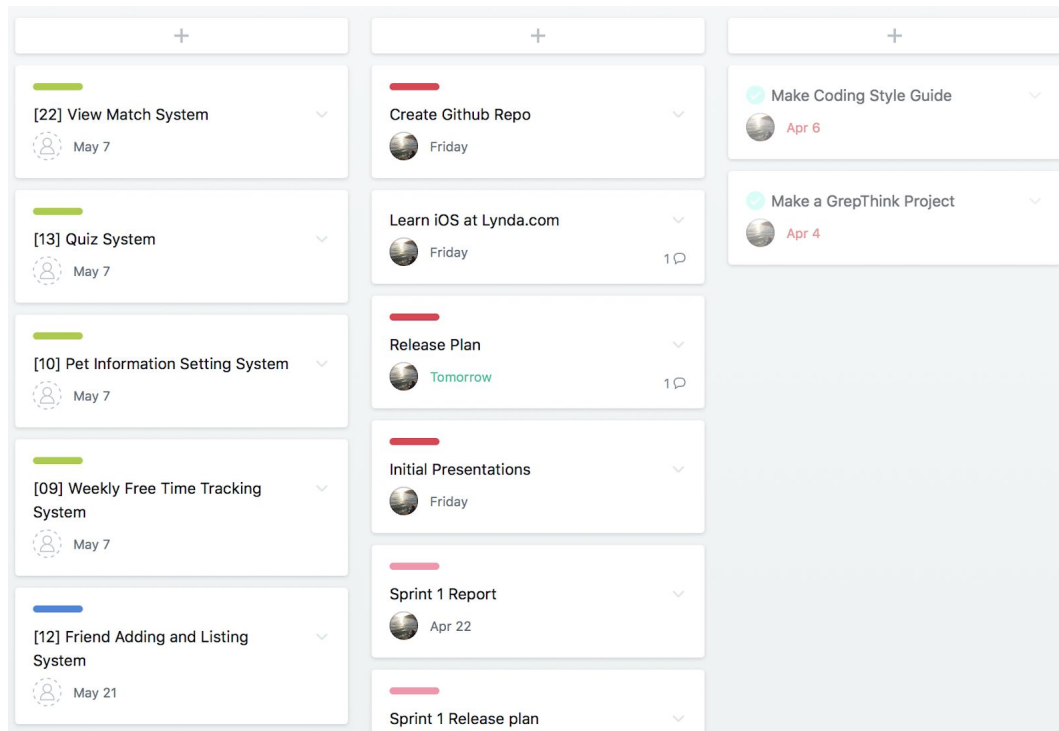 +
[22] View Match System
May 7
[13] Quiz System
May 7
[10] Pet Information Setting System
May 7
[09] Weekly Free Time Tracking
System
May 7
[12] Friend Adding and Listing
System
May 21
+
Create Github Repo
Friday
Learn iOS at Lynda.com
Friday
1
Release Plan
Tomorrow
1
Initial Presentations
Friday
Sprint 1 Report
Apr 22
Sprint 1 Release plan
+
Make Coding Style Guide
Apr 6
Make a GrepThink Project
Apr 4